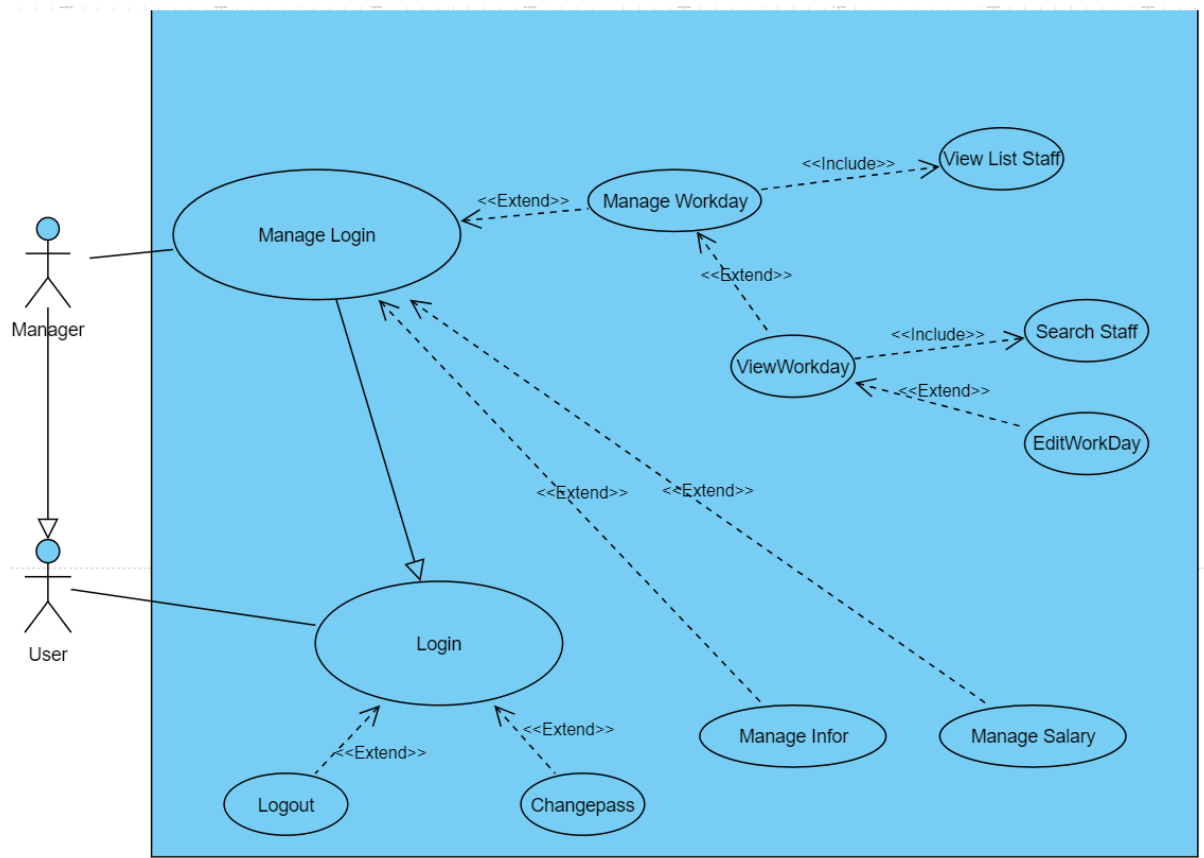 View List Staff
<<Include>>
<<Extend>>
Manage Workday
Manage Login
<<Extend>>
Manager
Search Staff
<<Include>>
ViewWorkday
<<Extend>>
EditWorkDay
<<Extend>>
<<Extend>>
Login
User
<<Extend>>
<<Extend>>
Manage Infor
Manage Salary
Logout
Changepass